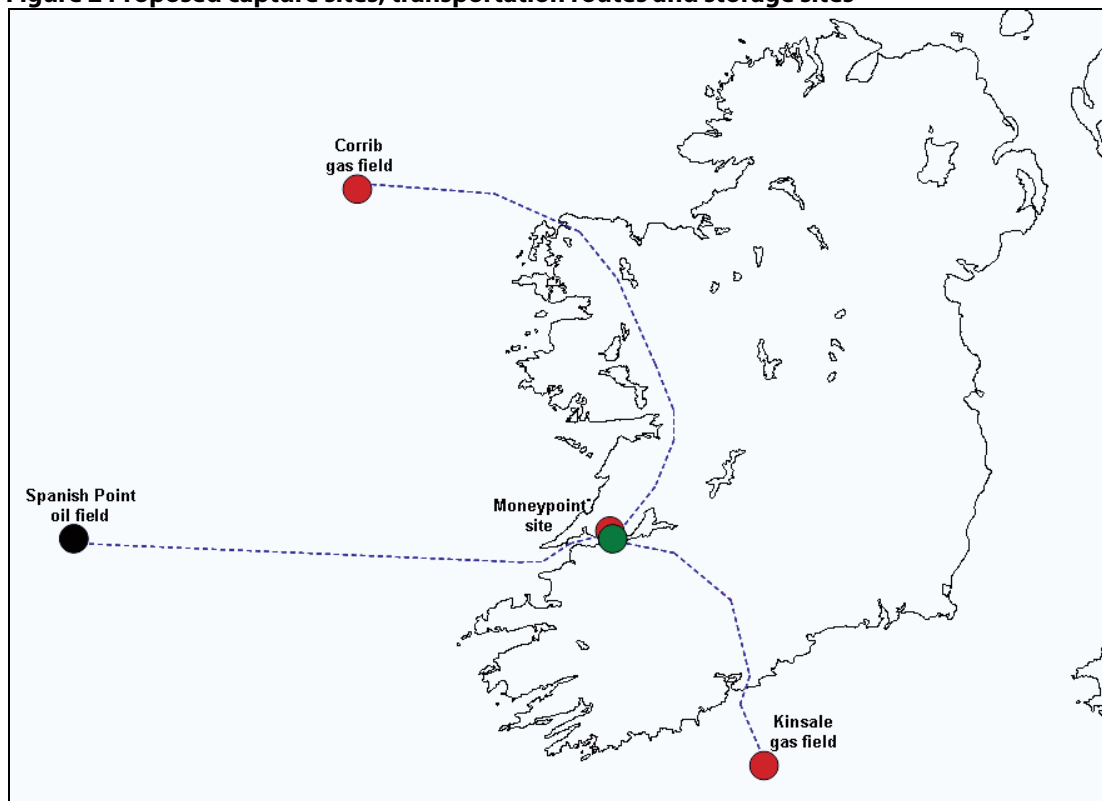 Figure 2 Proposed capture sites, transportation routes and storage sites
Corrib
gas field
Spanish Point
oil field
Moneypoint
site
Kinsale
gas field